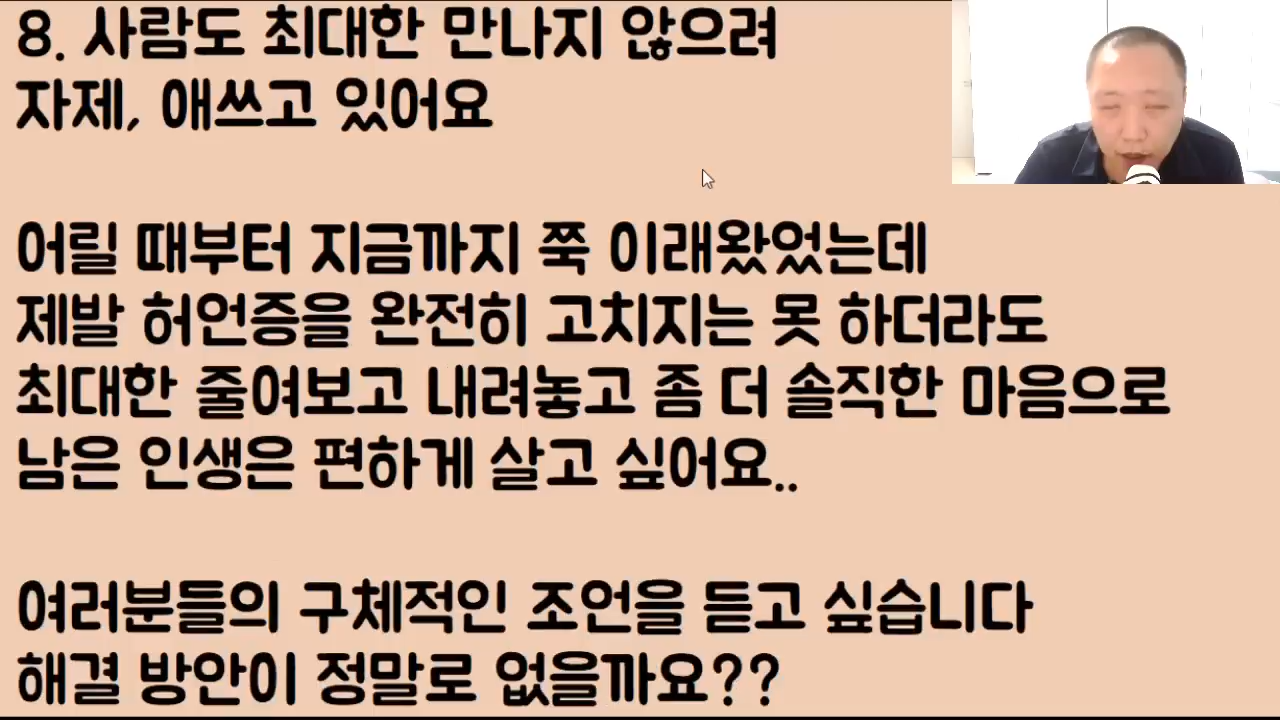 8. 사람도 최대한 만나지 않으려
자제, 애쓰고 있어요
어릴 때부터 지금까지 쭉 이래왔었는데
제발 허언증을 완전히 고치지는 못 하더라도
최대한 줄여보고 내려놓고 좀 더 솔직한 마음으로
남은 인생은 편하게 살고 싶어요..
여러분들의 구체적인 조언을 듣고 싶습니다
해결 방안이 정말로 없을까요??